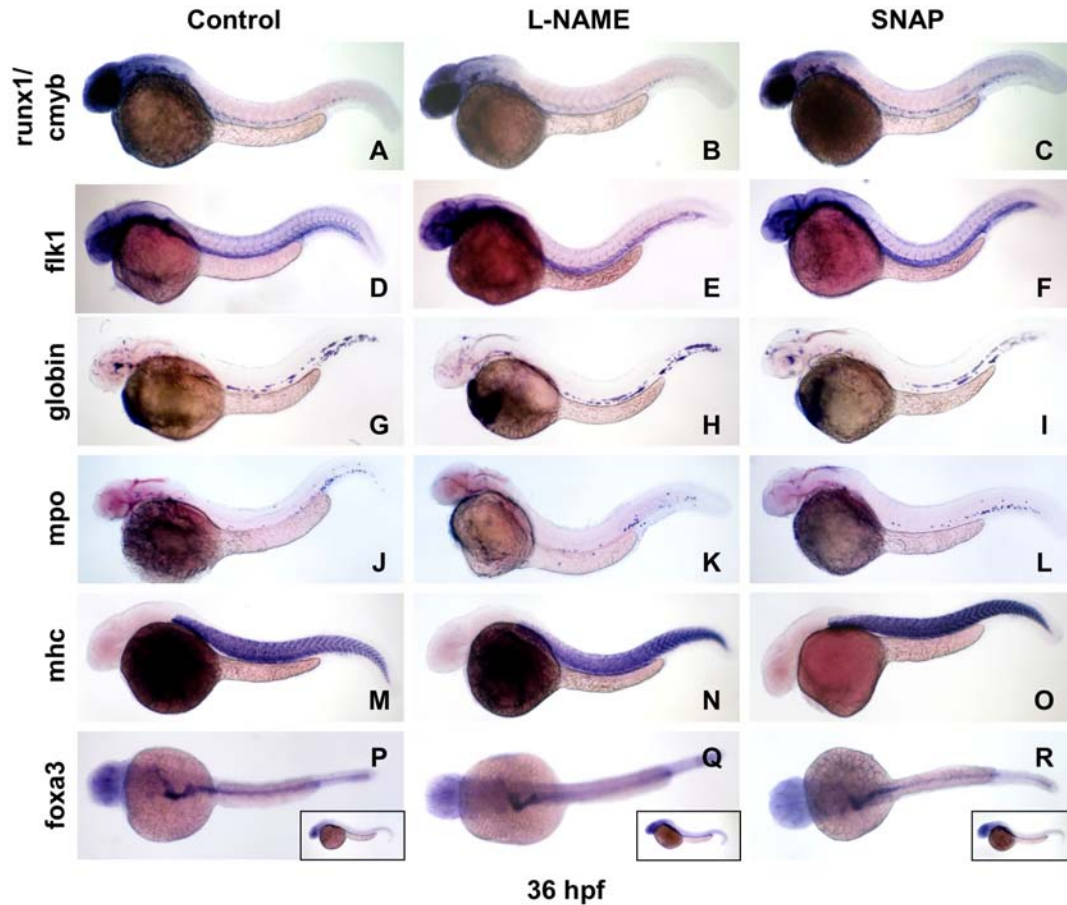 Control L-NAME SNAP
runx1/
cmyb
A B C
flk1
D E F
globin
G H I
mpo
J K L
mhc
M N O
foxa3
P Q R
36 hpf